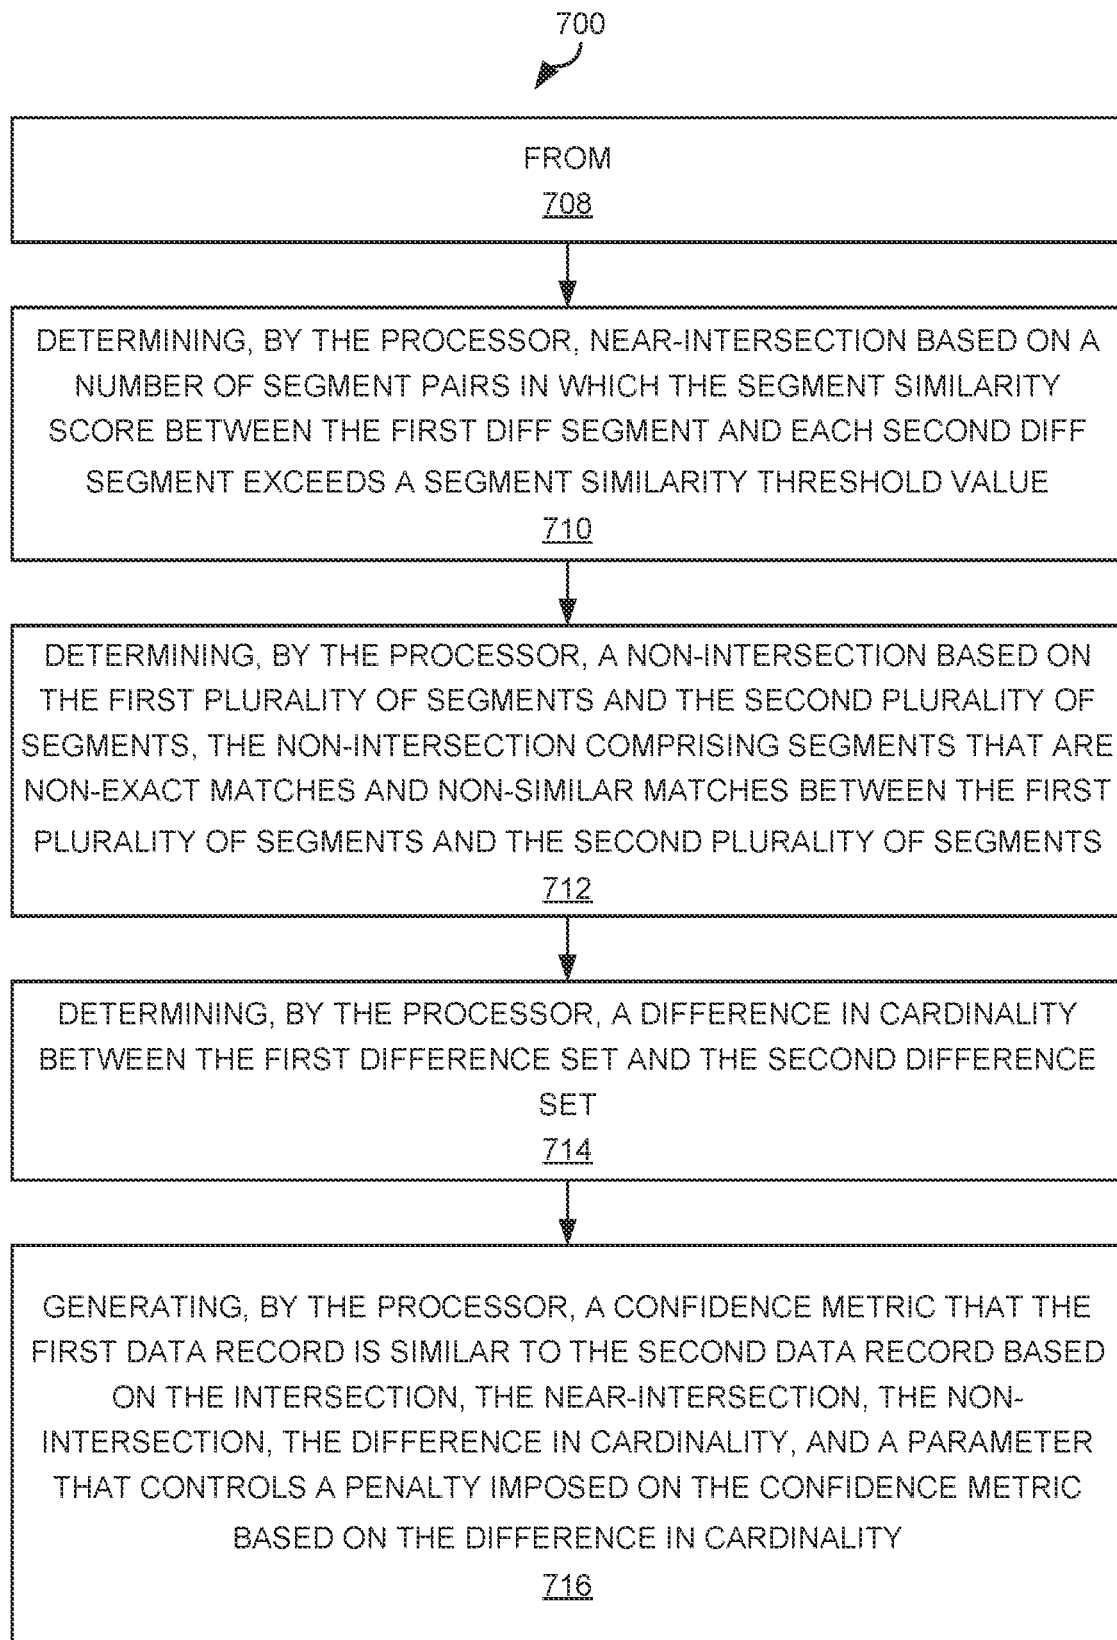 700
FROM
708
DETERMINING, BY THE PROCESSOR, NEAR-INTERSECTION BASED ON A
NUMBER OF SEGMENT PAIRS IN WHICH THE SEGMENT SIMILARITY
SCORE BETWEEN THE FIRST DIFF SEGMENT AND EACH SECOND DIFF
SEGMENT EXCEEDS A SEGMENT SIMILARITY THRESHOLD VALUE
710
DETERMINING, BY THE PROCESSOR, A NON-INTERSECTION BASED ON
THE FIRST PLURALITY OF SEGMENTS AND THE SECOND PLURALITY OF
SEGMENTS, THE NON-INTERSECTION COMPRISING SEGMENTS THAT ARE
NON-EXACT MATCHES AND NON-SIMILAR MATCHES BETWEEN THE FIRST
PLURALITY OF SEGMENTS AND THE SECOND PLURALITY OF SEGMENTS
712
DETERMINING, BY THE PROCESSOR, A DIFFERENCE IN CARDINALITY
BETWEEN THE FIRST DIFFERENCE SET AND THE SECOND DIFFERENCE
SET
714
GENERATING, BY THE PROCESSOR, A CONFIDENCE METRIC THAT THE
FIRST DATA RECORD IS SIMILAR TO THE SECOND DATA RECORD BASED
ON THE INTERSECTION, THE NEAR-INTERSECTION, THE NON-
INTERSECTION, THE DIFFERENCE IN CARDINALITY, AND A PARAMETER
THAT CONTROLS A PENALTY IMPOSED ON THE CONFIDENCE METRIC
BASED ON THE DIFFERENCE IN CARDINALITY
716